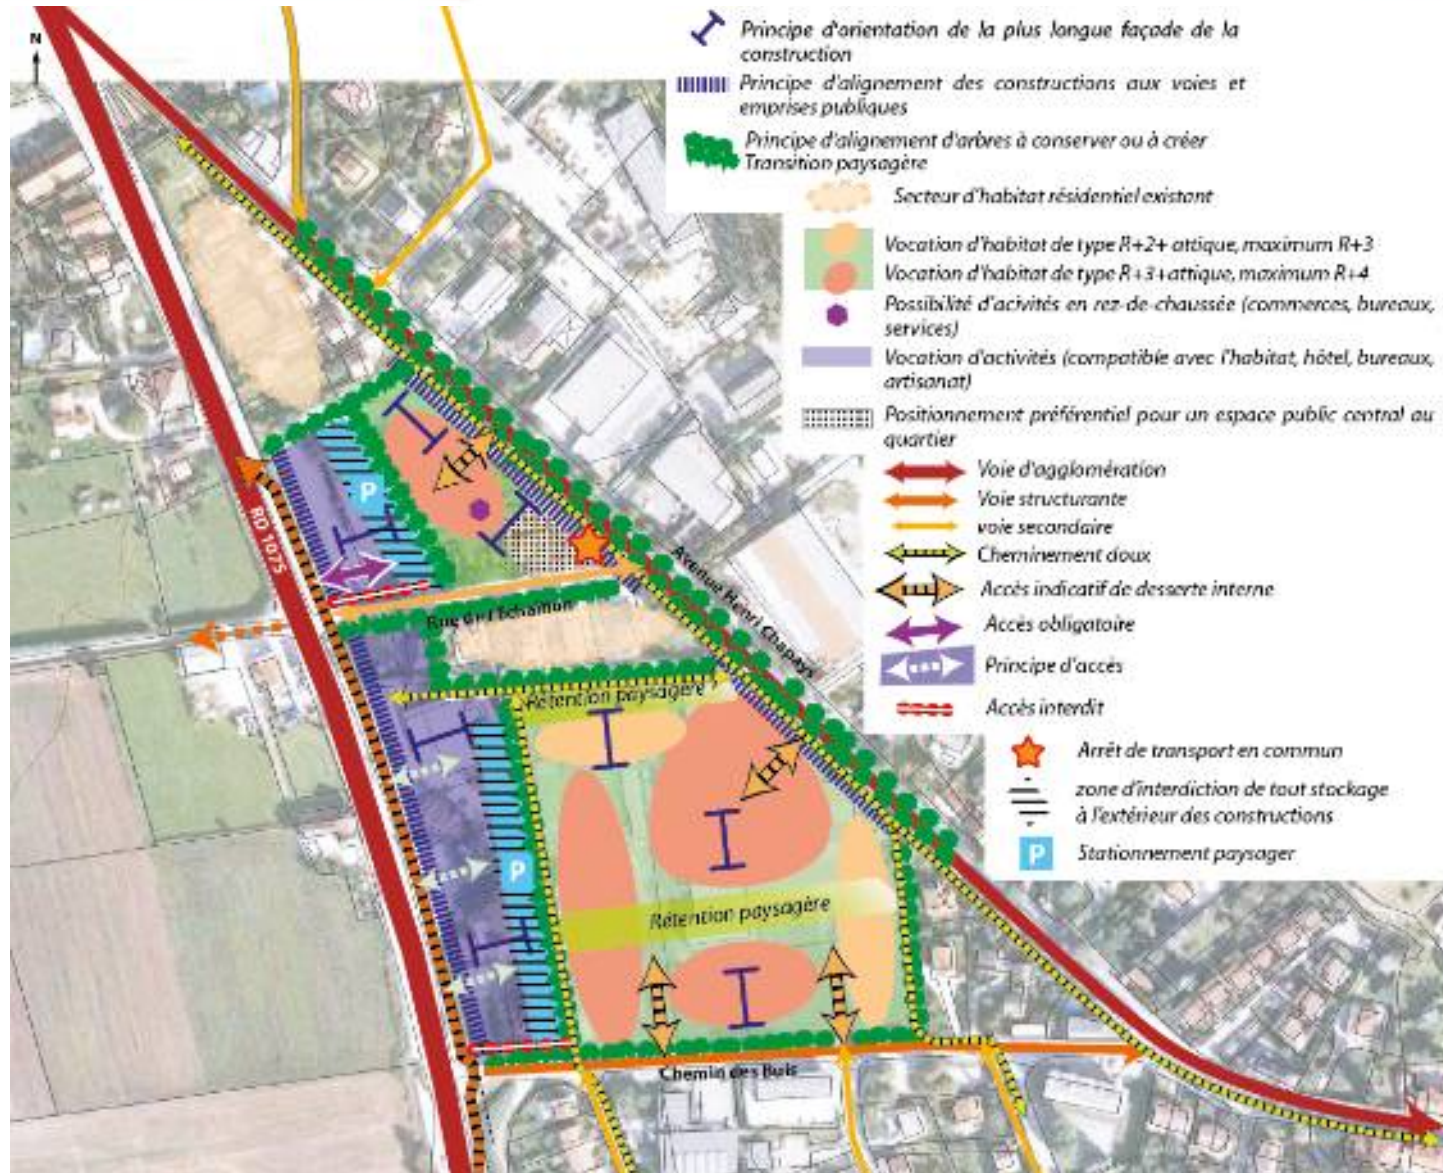 N
Principe d'orientation de la plus longue façade de la
construction
Principe d'alignement des constructions aux voies et
emprises publiques
Principe d'alignement d'arbres à conserver ou à créer
Transition paysagère
Secteur d'habitat résidentiel existant
Vocation d'habitat de type R+2+ attique, maximum R+3
Vocation d'habitat de type R+3+attique, maximum R+4
Possibilité d'acivités en rez-de-chaussée (commerces, bureaux,
services)
Vocation d'activités (compatible avec l'habitat, hôtel, bureaux,
artisanat)
Positionnement préférentiel pour un espace public central au
quartier
Voie d'agglomération
Voie structurante
voie secondaire
Cheminement doux
Accès indicatif de desserte interne
Accès obligatoire
Principe d'accès
Accès interdit
Arrêt de transport en commun
zone d'interdiction de tout stockage
à l'extérieur des constructions
P Stationnement paysager
P
RD 1075
Rue de l'Echaillon
Avenue Henri Chapays
Rétention paysagère
P
Rétention paysagère
Chemin des Buis